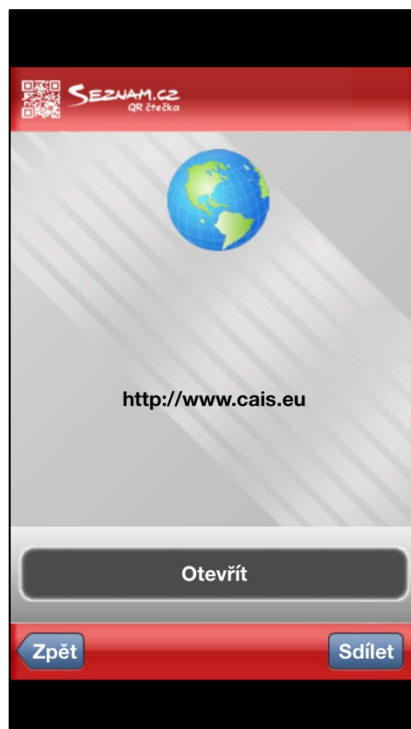 SEZNAM.CZ
QR čtečka
http://www.cais.eu
Otevřít
Zpět
Sdílet